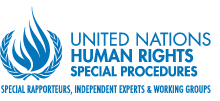 UNITED NATIONS
HUMAN RIGHTS
SPECIAL PROCEDURES
SPECIAL RAPPORTEURS, INDEPENDENT EXPERTS & WORKING GROUPS